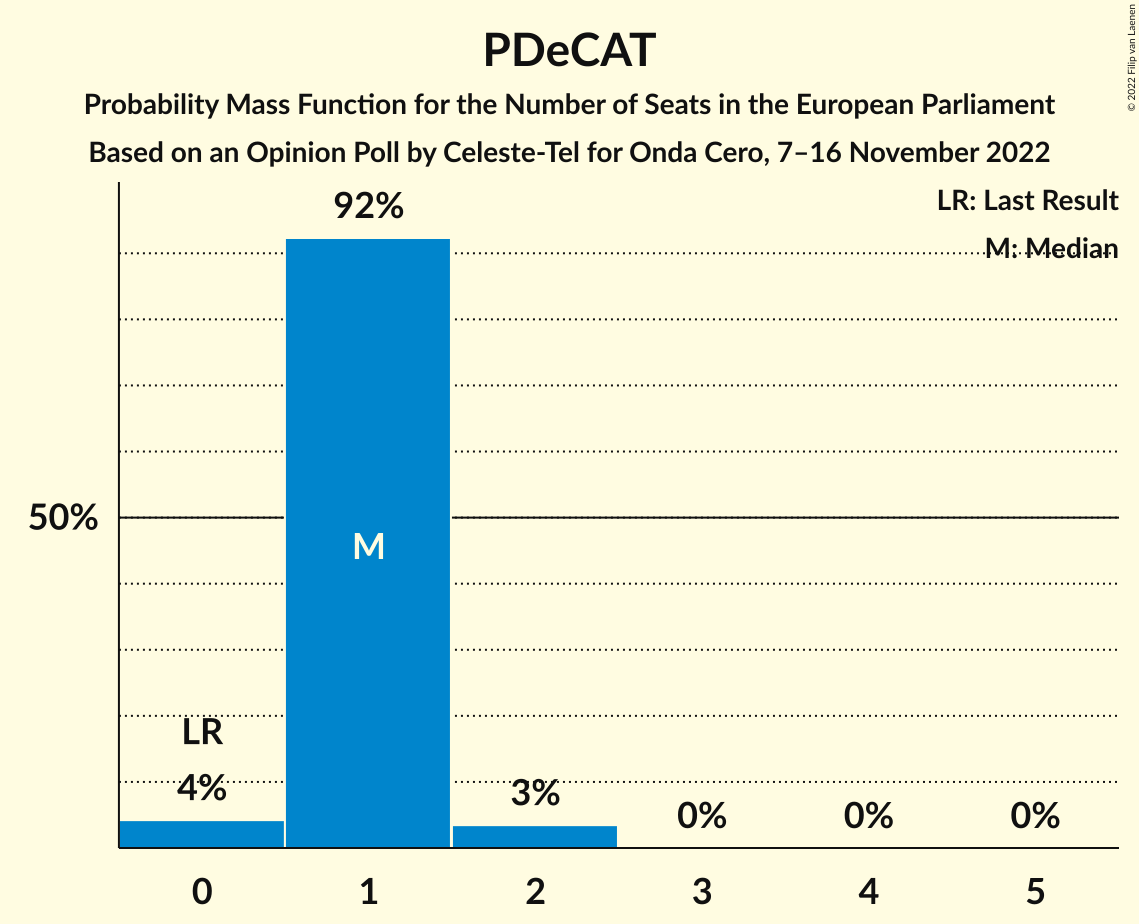 PDeCAT
Probability Mass Function for the Number of Seats in the European Parliament
Based on an Opinion Poll by Celeste-Tel for Onda Cero, 7–16 November 2022
© 2022 Filip van Laenen
LR: Last Result
M: Median
92%
50%
M
LR
4%
3%
0%
0%
0%
0
1
2
3
4
5